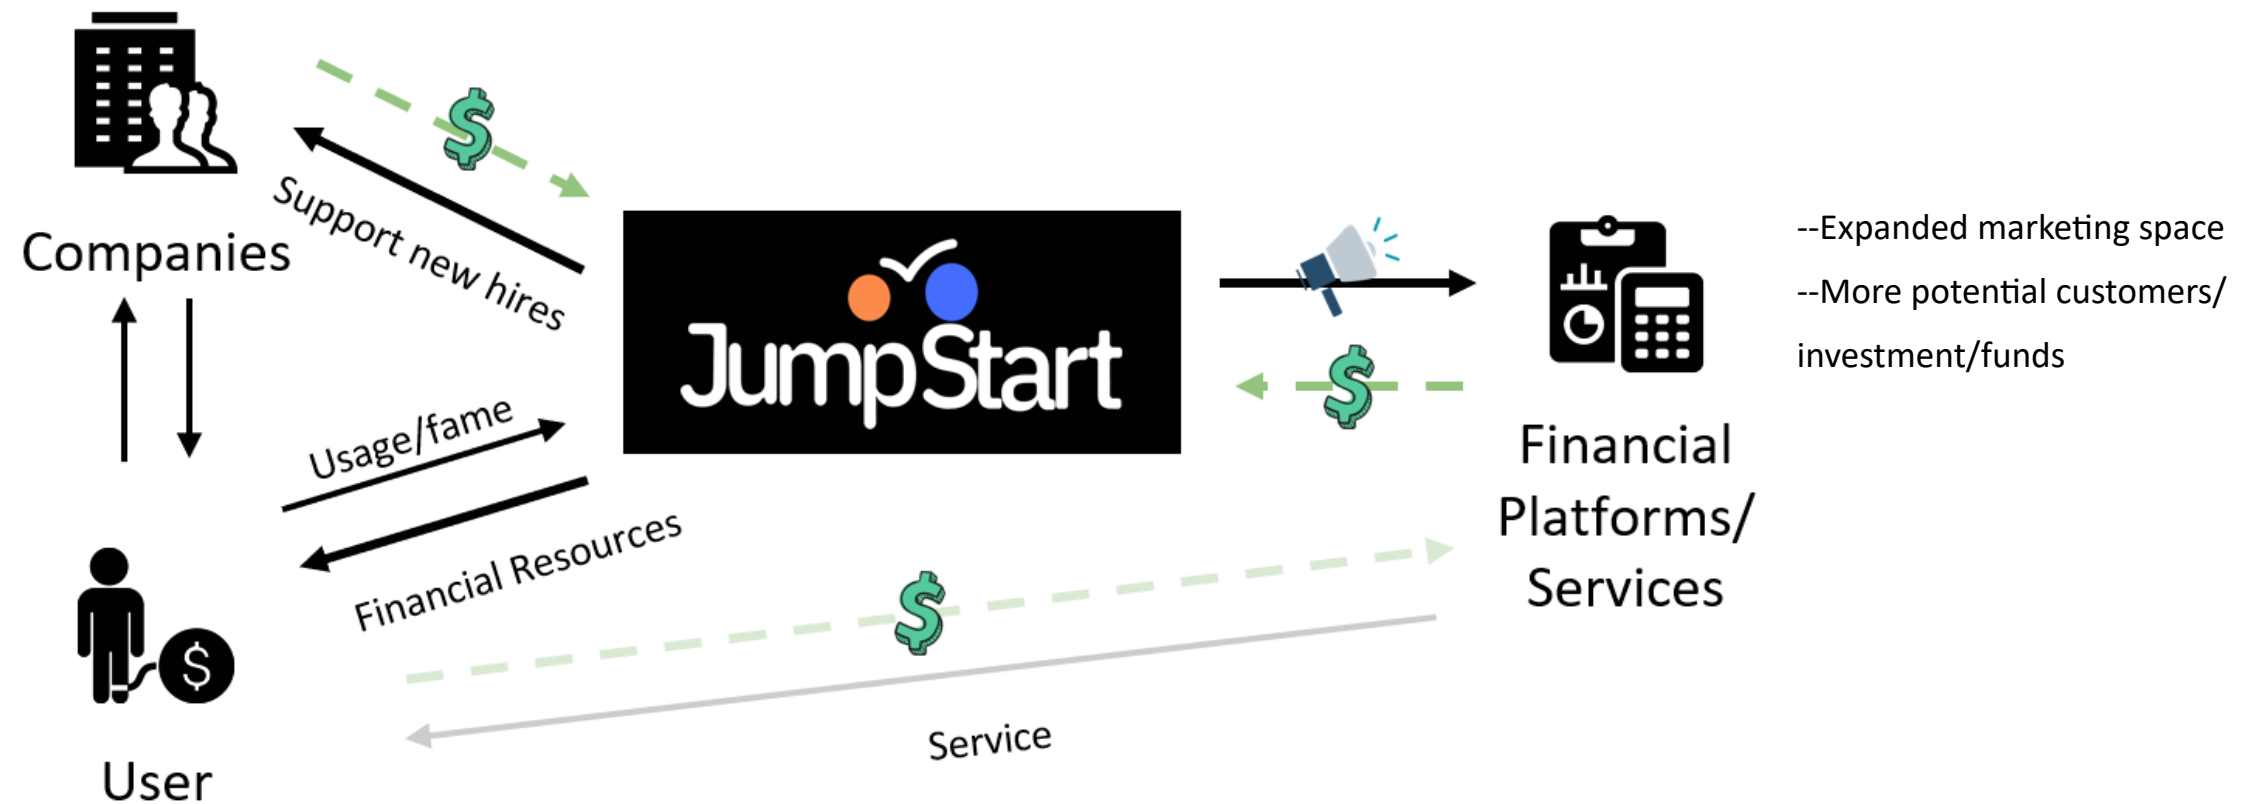 Companies
Support new hires
Usage/fame
Financial Resources
$
User
JumpStart
$
$
$
Service
Financial
Platforms/
Services
--Expanded marketing space
--More potential customers/
investment/funds